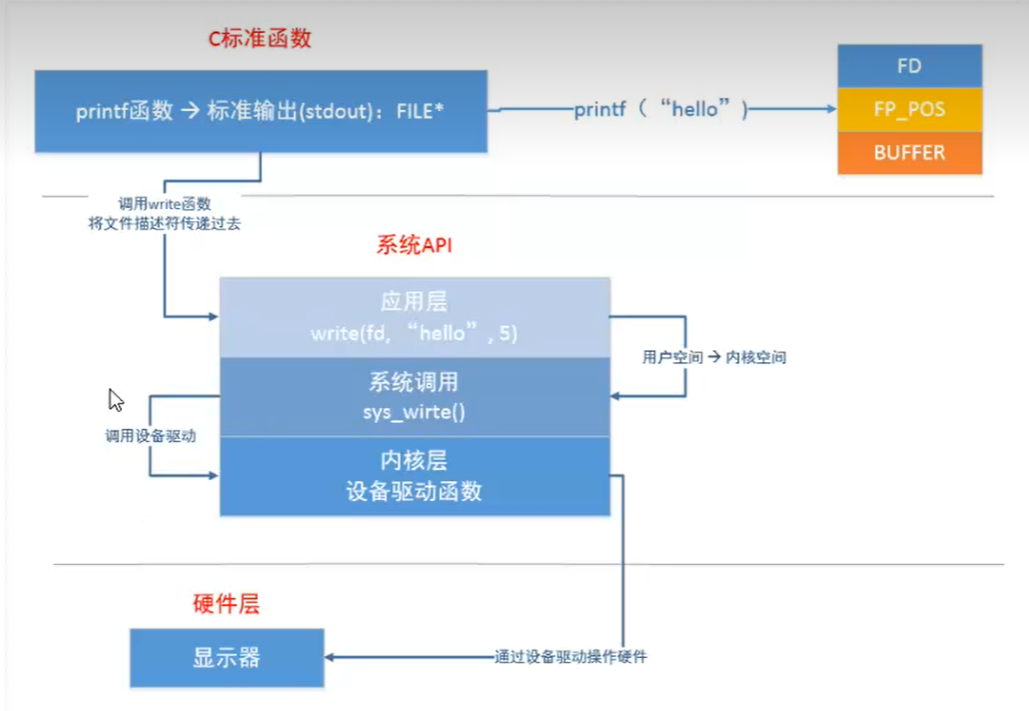 C标准函数
printf函数 → 标准输出(stdout)：FILE*
printf（“hello”)
FD
FP_POS
BUFFER
调用write函数
将文件描述符传递过去
系统API
应用层
write(fd, “hello”, 5)
用户空间 → 内核空间
系统调用
sys_wirte()
调用设备驱动
内核层
设备驱动函数
硬件层
显示器
通过设备驱动操作硬件